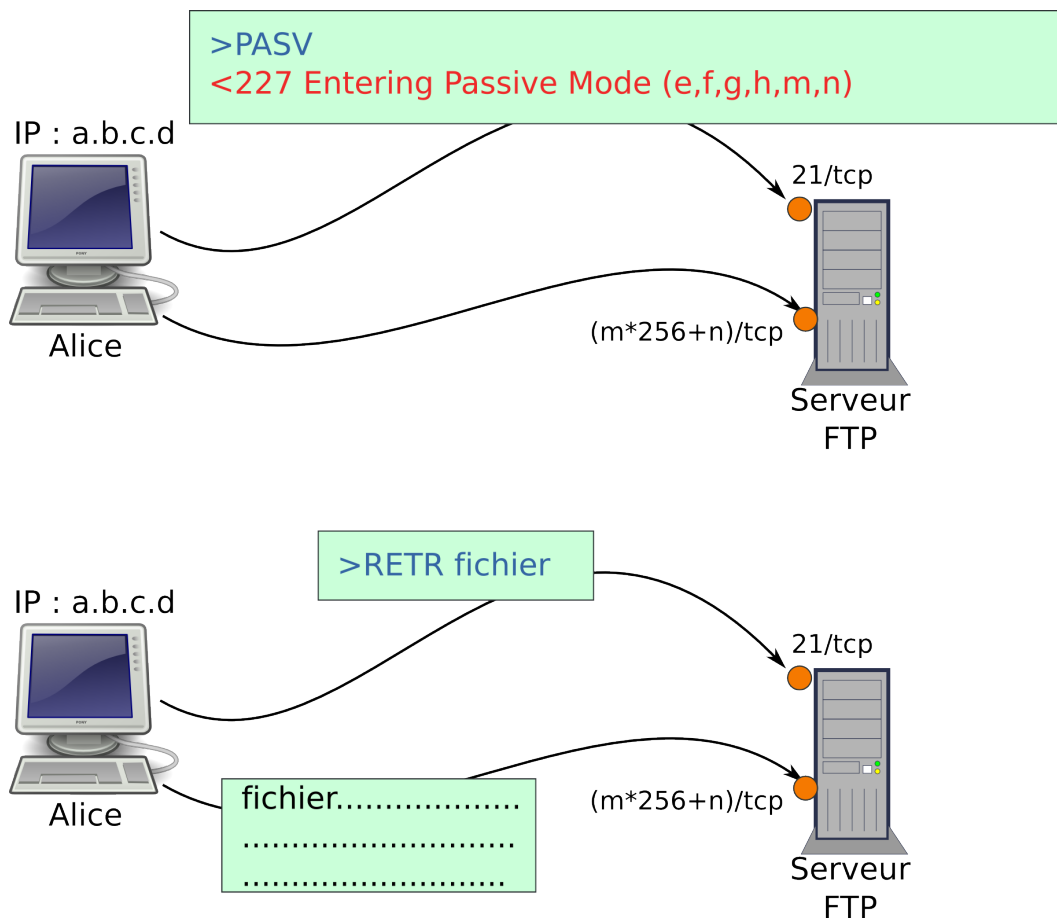 >PASV
<227 Entering Passive Mode (e,f,g,h,m,n)
IP : a.b.c.d
21/tcp
(m*256+n)/tcp
Alice
Serveur
FTP
>RETR fichier
IP : a.b.c.d
21/tcp
(m*256+n)/tcp
Alice
fichier...................
............................
...........................
Serveur
FTP